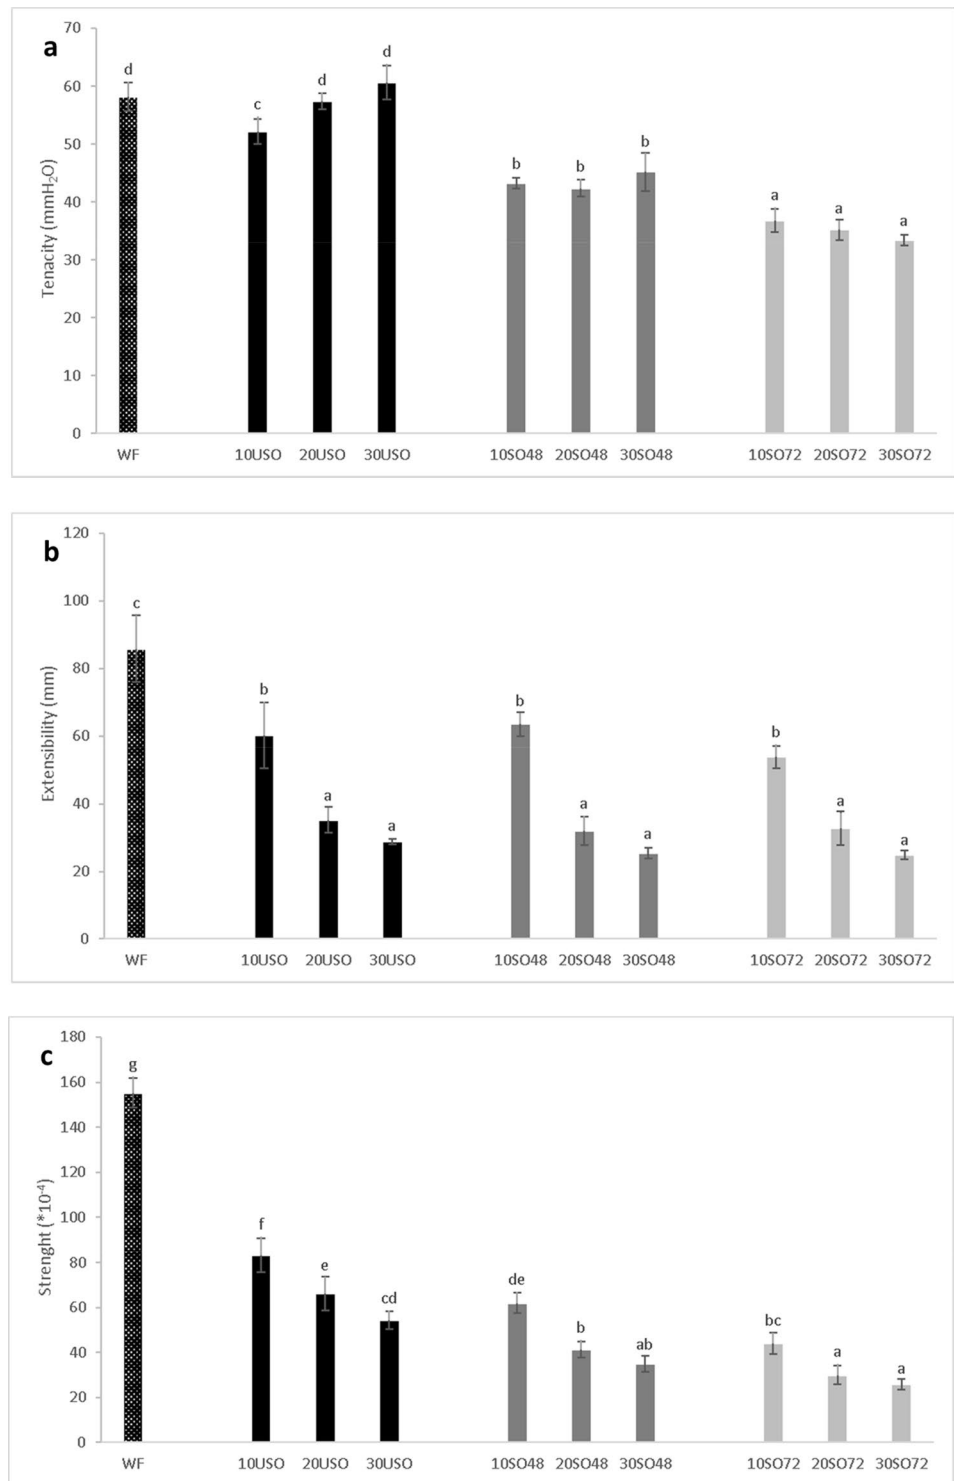 a
70
60
50
40
30
20
10
0
Tenacity (mmH₂O)
d
c
d
d
b
b
b
a
a
a
WF 10USO 20USO 30USO 10SO48 20SO48 30SO48 10SO72 20SO72 30SO72
b
120
100
80
60
40
20
0
Extensibility (mm)
c
b
a
a
b
a
a
b
a
a
WF 10USO 20USO 30USO 10SO48 20SO48 30SO48 10SO72 20SO72 30SO72
c
180
160
140
120
100
80
60
40
20
0
Strenght (*10⁻⁴)
g
f
e
cd
de
b
ab
bc
a
a
WF 10USO 20USO 30USO 10SO48 20SO48 30SO48 10SO72 20SO72 30SO72